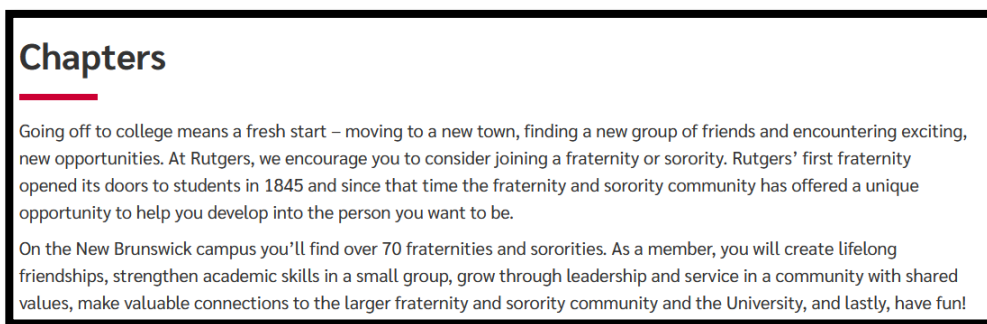 Chapters
Going off to college means a fresh start – moving to a new town, finding a new group of friends and encountering exciting,
new opportunities. At Rutgers, we encourage you to consider joining a fraternity or sorority. Rutgers’ first fraternity
opened its doors to students in 1845 and since that time the fraternity and sorority community has offered a unique
opportunity to help you develop into the person you want to be.
On the New Brunswick campus you’ll find over 70 fraternities and sororities. As a member, you will create lifelong
friendships, strengthen academic skills in a small group, grow through leadership and service in a community with shared
values, make valuable connections to the larger fraternity and sorority community and the University, and lastly, have fun!